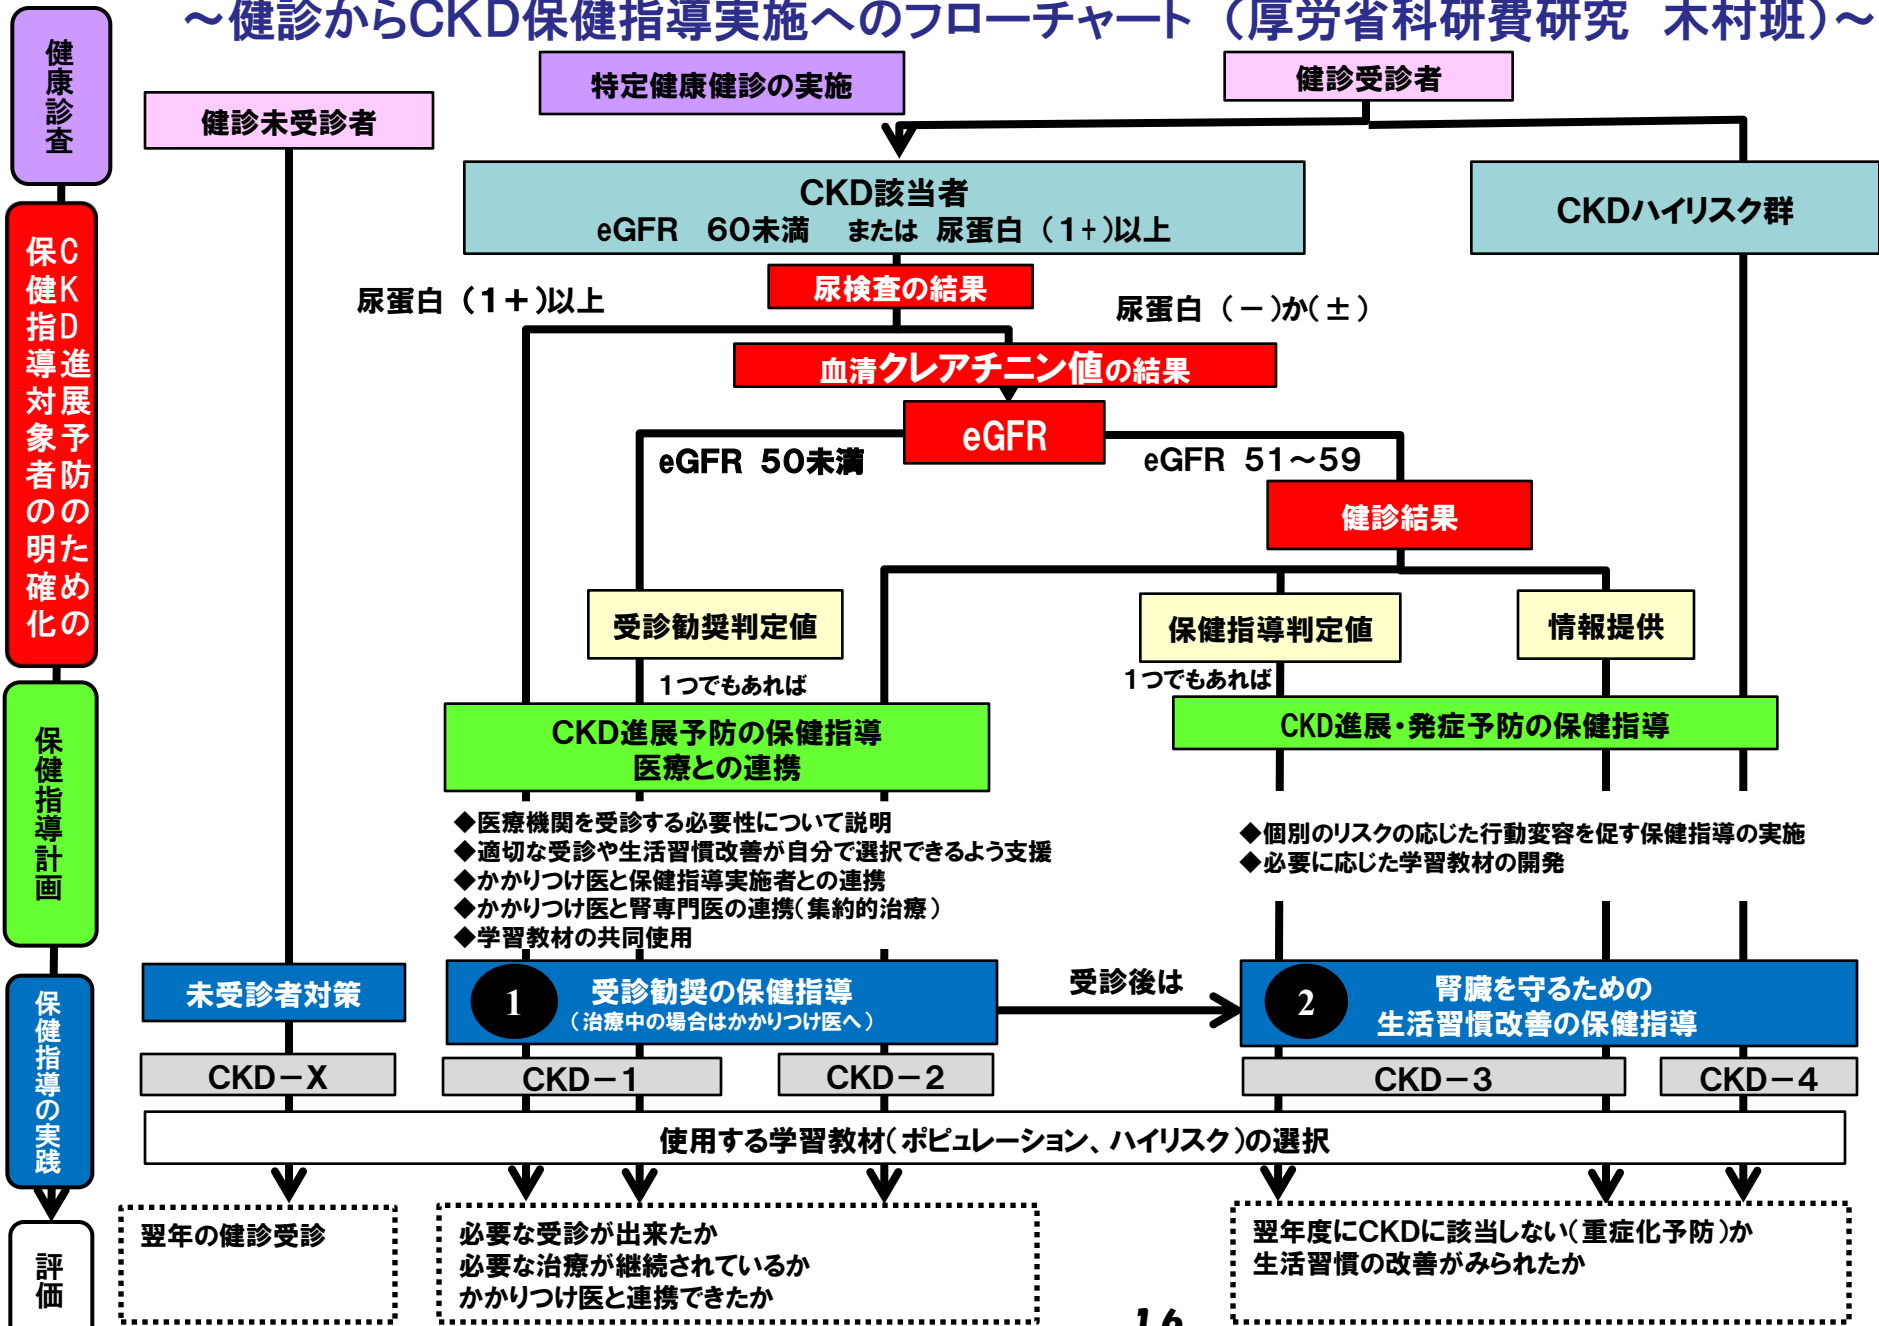 ～健診からCKD保健指導実施へのフローチャート （厚労省科研費研究　木村班）～
健康診査
特定健康健診の実施
健診受診者
健診未受診者
CKD該当者
eGFR　60未満　または 尿蛋白（1+）以上
CKDハイリスク群
CKD進展予防のための
保健指導対象者の明確化
尿検査の結果
尿蛋白（1＋）以上
尿蛋白（－）か（±）
血清クレアチニン値の結果
eGFR
eGFR 50未満
eGFR 51～59
健診結果
受診勧奨判定値
保健指導判定値
情報提供
1つでもあれば
1つでもあれば
保健指導計画
CKD進展予防の保健指導
医療との連携
CKD進展・発症予防の保健指導
◆医療機関を受診する必要性について説明
◆適切な受診や生活習慣改善が自分で選択できるよう支援
◆かかりつけ医と保健指導実施者との連携
◆かかりつけ医と腎専門医の連携（集約的治療）
◆学習教材の共同使用
◆個別のリスクの応じた行動変容を促す保健指導の実施
◆必要に応じた学習教材の開発
保健指導の実践
未受診者対策
1
受診勧奨の保健指導
（治療中の場合はかかりつけ医へ）
受診後は
2
腎臓を守るための
生活習慣改善の保健指導
CKD－X
CKD－1
CKD－2
CKD－3
CKD－4
使用する学習教材（ポピュレーション、ハイリスク）の選択
評価
翌年の健診受診
必要な受診が出来たか
必要な治療が継続されているか
かかりつけ医と連携できたか
翌年度にCKDに該当しない（重症化予防）か
生活習慣の改善がみられたか
16